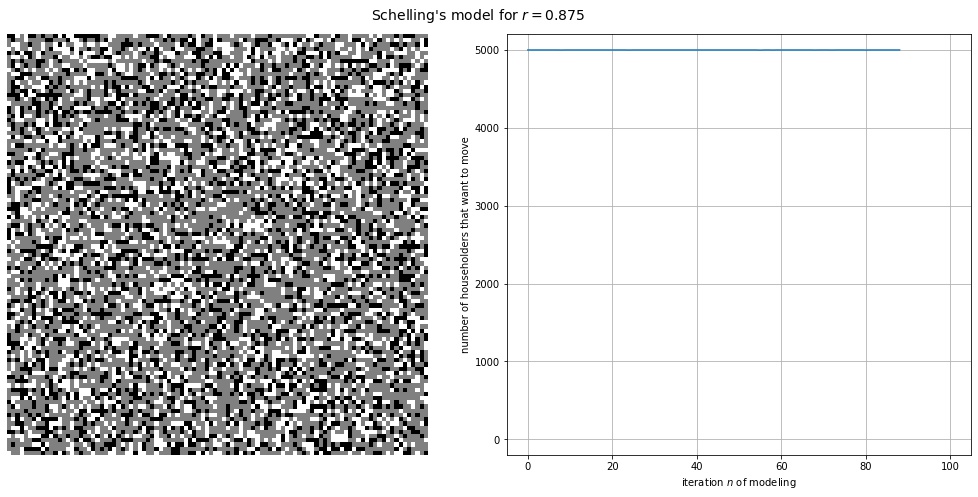 Schelling's model for r = 0.875
number of householders that want to move
5000
4000
3000
2000
1000
0
0 20 40 60 80 100
iteration n of modeling